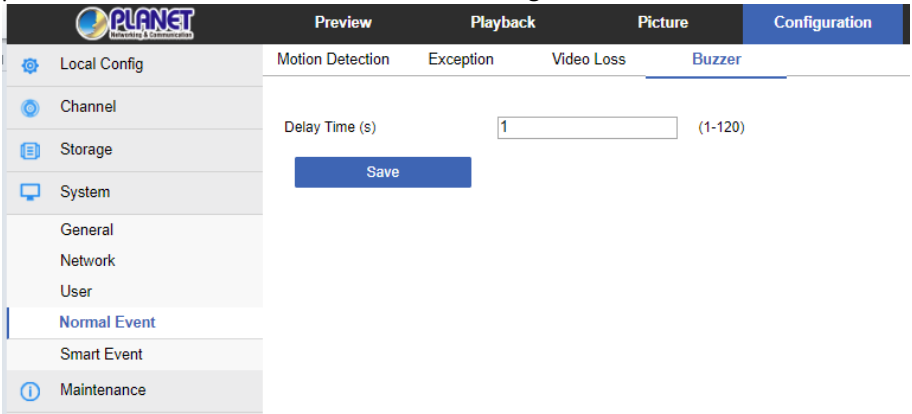 PLANET
Networking & Communication
Preview Playback Picture Configuration
Local Config
Motion Detection Exception Video Loss Buzzer
Channel
Delay Time (s) 1 (1-120)
Storage
Save
System
General
Network
User
Normal Event
Smart Event
Maintenance